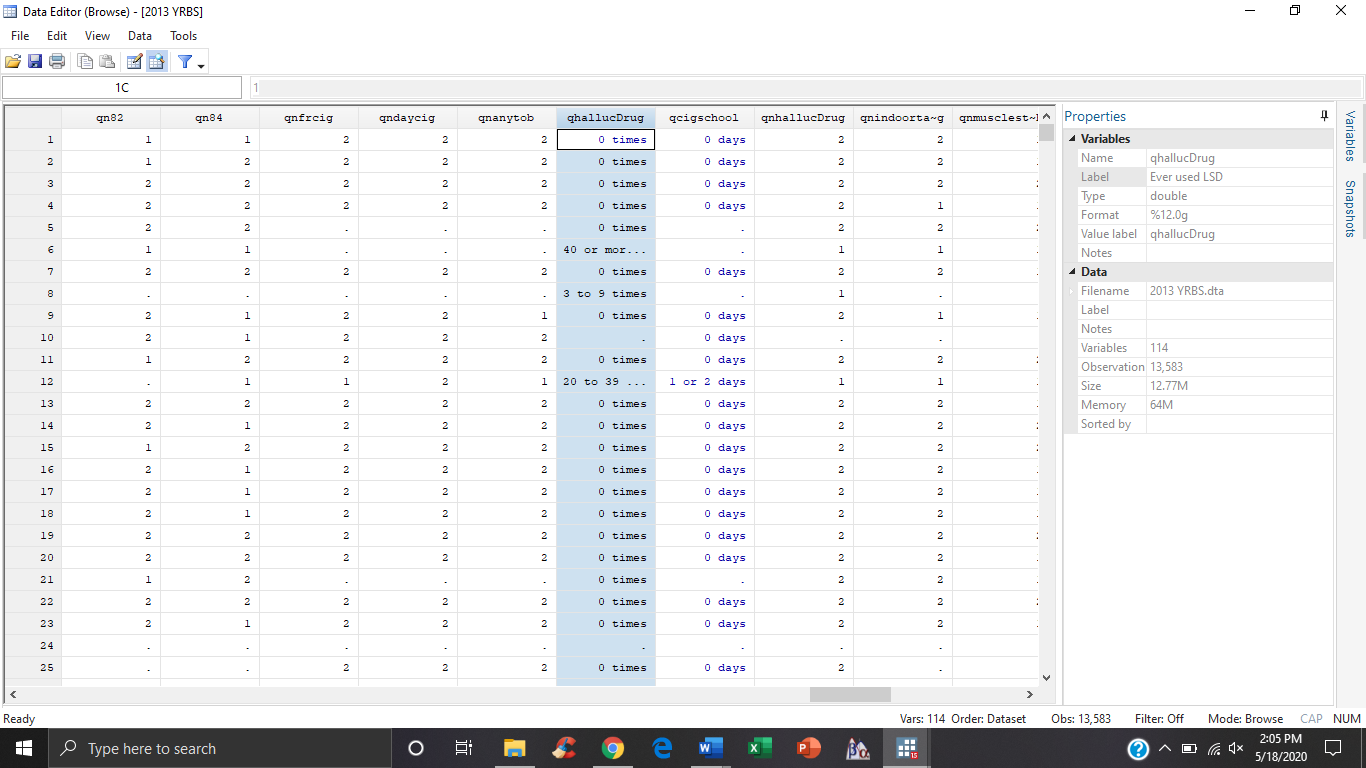 Data Editor (Browse) - [2013 YRBS]
File Edit View Data Tools
1C 1
qn82 qn84 qnfrcig qndaycig qnanytob qhallucDrug qcigschool qnhallucDrug qnindoorta~g qnmusclest~
1 1 1 2 2 2 0 times 0 days 2 2
2 1 2 2 2 2 0 times 0 days 2 2
3 2 2 2 2 2 0 times 0 days 2 2
4 2 2 2 2 2 0 times 0 days 2 1
5 2 2 . . . 0 times . 2 2
6 1 1 . . . 40 or mor... . 1 1
7 2 2 2 2 2 0 times 0 days 2 2
8 . . . . . 3 to 9 times . 1 .
9 2 1 2 2 1 0 times 0 days 2 1
10 2 1 2 2 2 . 0 days . .
11 1 2 2 2 2 0 times 0 days 2 2
12 . 1 1 2 1 20 to 39 ... 1 or 2 days 1 1
13 2 2 2 2 2 0 times 0 days 2 2
14 2 1 2 2 2 0 times 0 days 2 2
15 1 2 2 2 2 0 times 0 days 2 2
16 2 1 2 2 2 0 times 0 days 2 2
17 2 1 2 2 2 0 times 0 days 2 2
18 2 1 2 2 2 0 times 0 days 2 2
19 2 2 2 2 2 0 times 0 days 2 2
20 2 2 2 2 2 0 times 0 days 2 2
21 1 2 . . . 0 times . 2 2
22 2 2 2 2 2 0 times 0 days 2 2
23 2 1 2 2 2 0 times 0 days 2 2
24 . . . . . . . . .
25 . . 2 2 2 0 times 0 days 2 .
Properties
Variables
Name qhallucDrug
Label Ever used LSD
Type double
Format %12.0g
Value label qhallucDrug
Notes
Data
Filename 2013 YRBS.dta
Label
Notes
Variables 114
Observation 13,583
Size 12.77M
Memory 64M
Sorted by
Variables
Snapshots
Ready Vars: 114 Order: Dataset Obs: 13,583 Filter: Off Mode: Browse CAP NUM
Type here to search
2:05 PM
5/18/2020